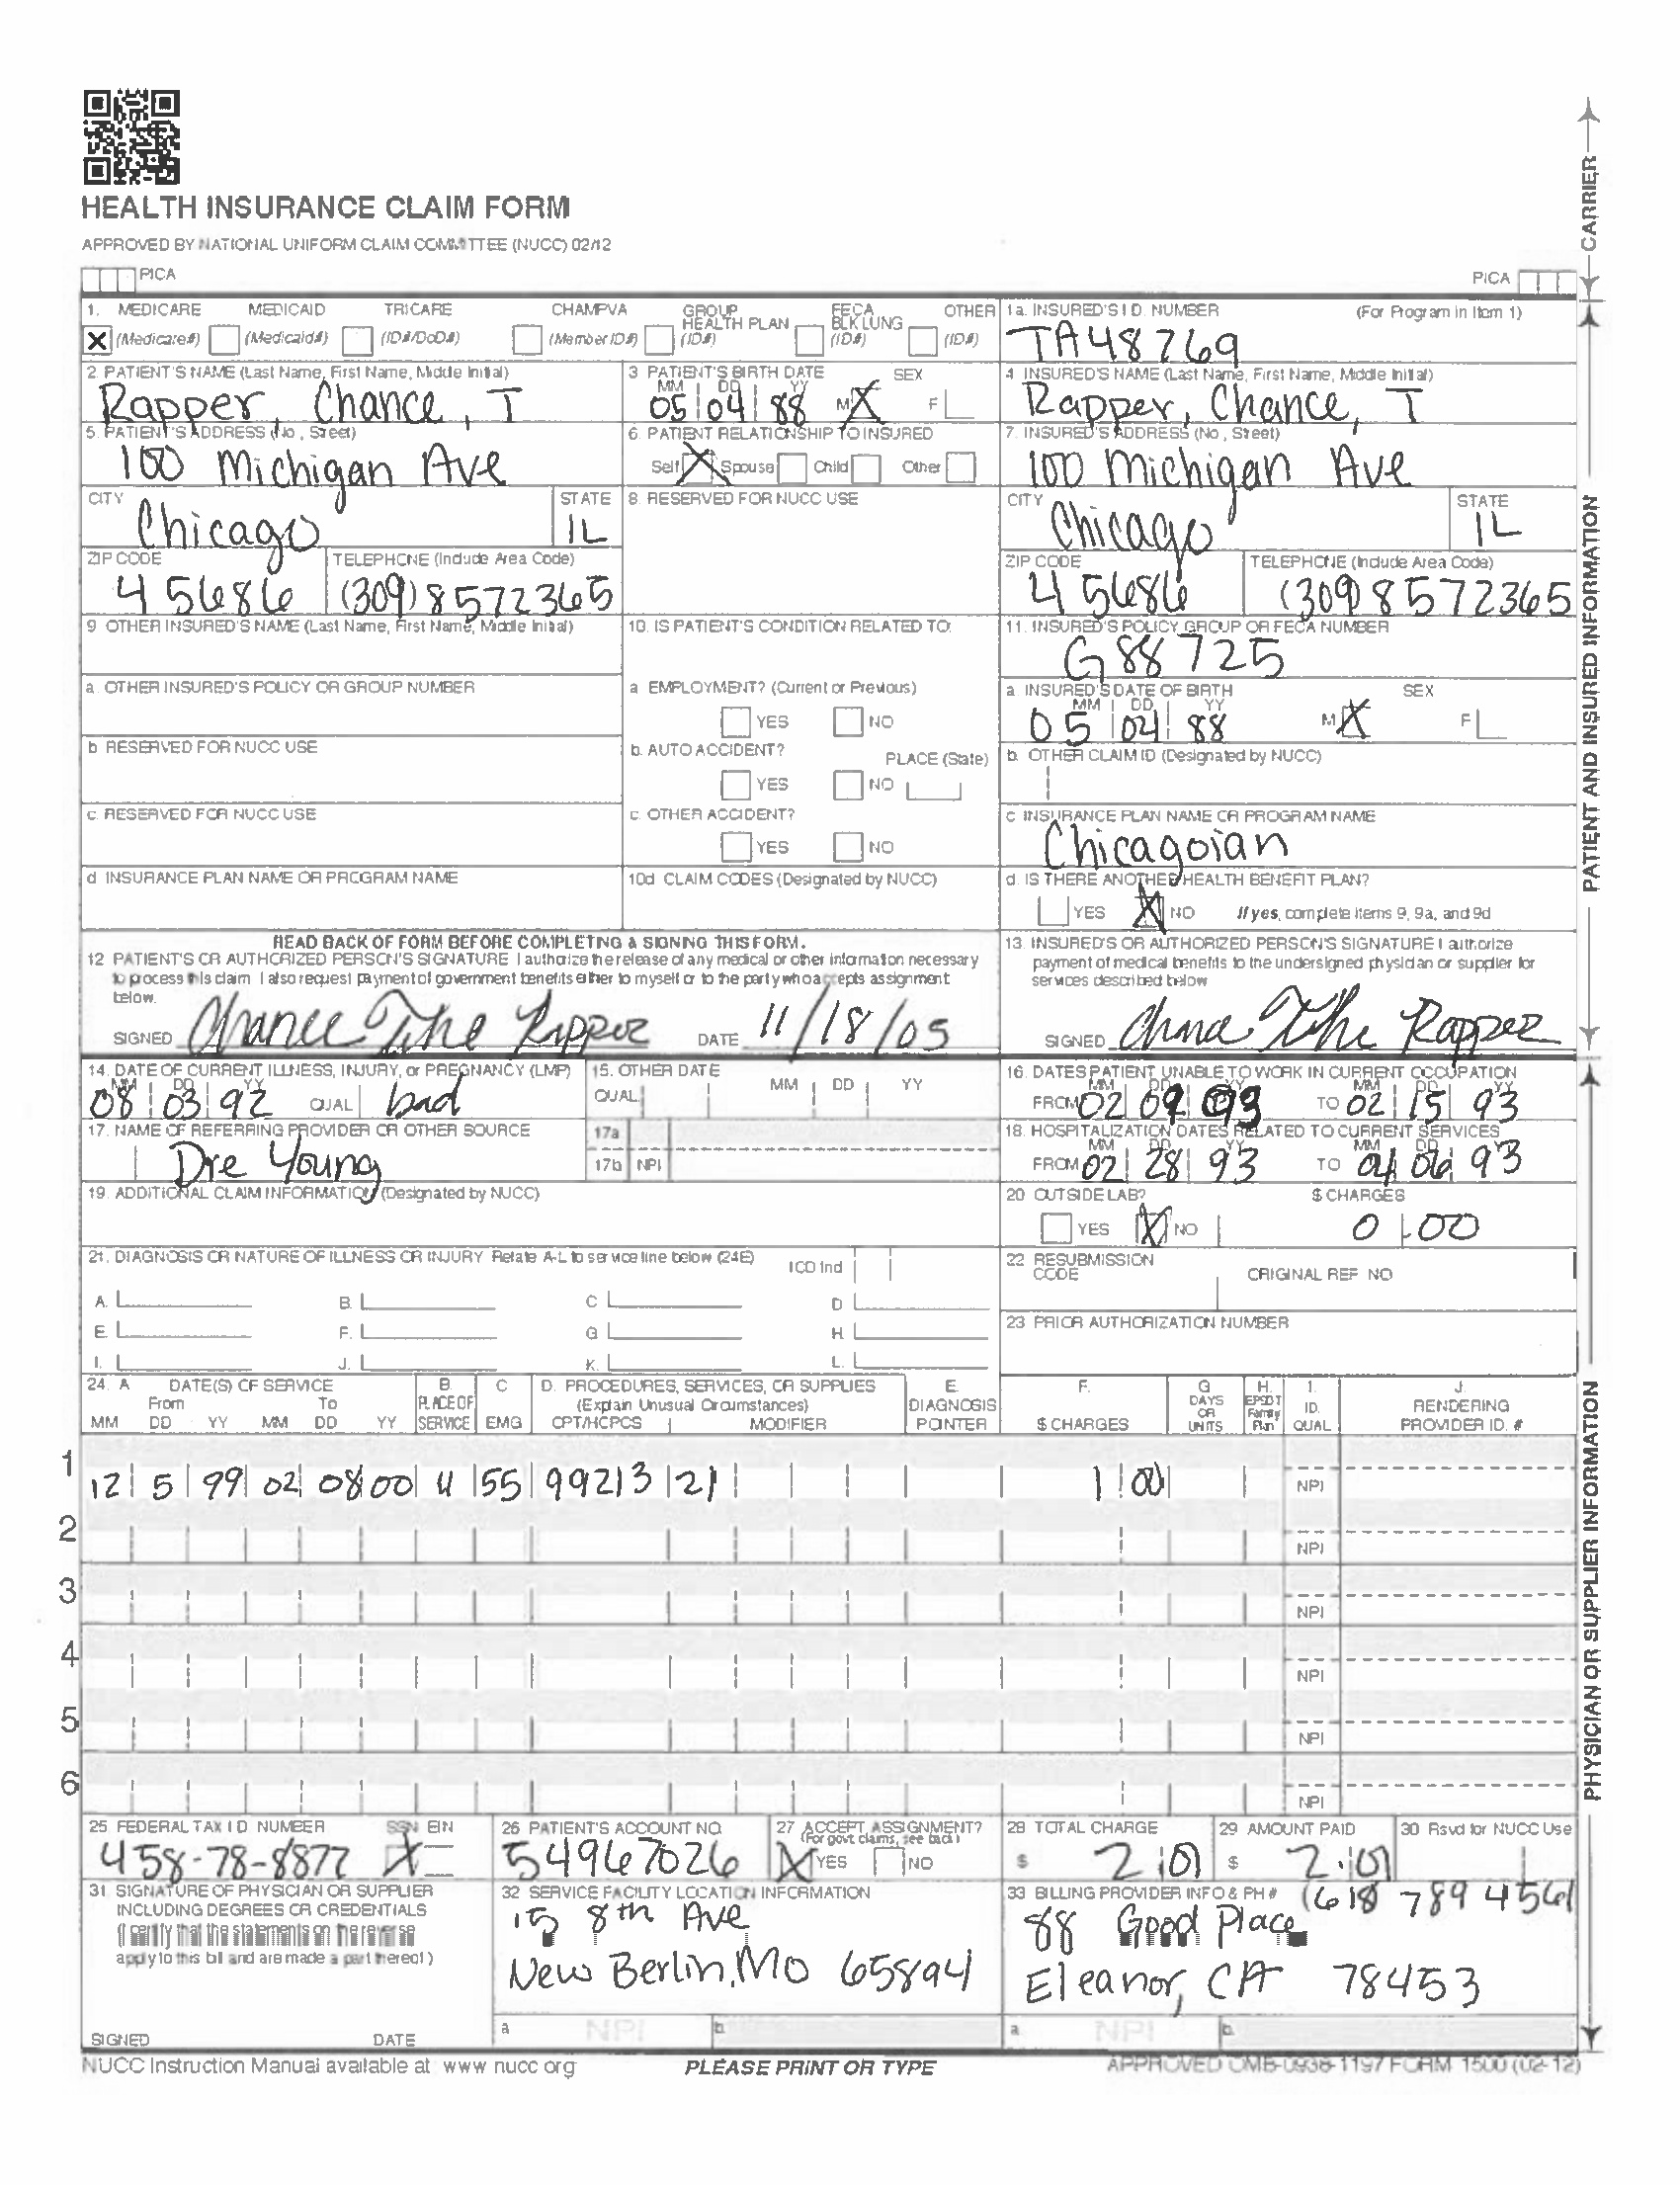 HEALTH INSURANCE CLAIM FORM
APPROVED BY NATIONAL UNIFORM CLAIM COMMITTEE (NUCC) 02/12
PICA
PICA
CARRIER
1. MEDICARE MEDICAID TRICARE CHAMPVA GROUP HEALTH PLAN FECA BLK LUNG OTHER
X (Medicare#) (Medicaid#) (ID#/DoD#) (Member ID#) (ID#) (ID#) (ID#)
1a. INSURED'S I.D. NUMBER (For Program in Item 1)
TA48769
2. PATIENT'S NAME (Last Name, First Name, Middle Initial)
Rapper, Chance, T
3. PATIENT'S BIRTH DATE SEX
MM DD YY
05 04 88 M X F
4. INSURED'S NAME (Last Name, First Name, Middle Initial)
Rapper, Chance, T
5. PATIENT'S ADDRESS (No., Street)
100 Michigan Ave
6. PATIENT RELATIONSHIP TO INSURED
Self X Spouse Child Other
7. INSURED'S ADDRESS (No., Street)
100 Michigan Ave
CITY STATE
Chicago IL
8. RESERVED FOR NUCC USE
CITY STATE
Chicago IL
ZIP CODE TELEPHONE (Include Area Code)
45686 (309) 8572365
ZIP CODE TELEPHONE (Include Area Code)
45686 (309) 8572365
9. OTHER INSURED'S NAME (Last Name, First Name, Middle Initial)
10. IS PATIENT'S CONDITION RELATED TO:
11. INSURED'S POLICY GROUP OR FECA NUMBER
G88725
a. OTHER INSURED'S POLICY OR GROUP NUMBER
a. EMPLOYMENT? (Current or Previous)
YES NO
a. INSURED'S DATE OF BIRTH SEX
MM DD YY
05 04 88 M X F
b. RESERVED FOR NUCC USE
b. AUTO ACCIDENT? PLACE (State)
YES NO
b. OTHER CLAIM ID (Designated by NUCC)
c. RESERVED FOR NUCC USE
c. OTHER ACCIDENT?
YES NO
c. INSURANCE PLAN NAME OR PROGRAM NAME
Chicagoian
d. INSURANCE PLAN NAME OR PROGRAM NAME
10d. CLAIM CODES (Designated by NUCC)
d. IS THERE ANOTHER HEALTH BENEFIT PLAN?
YES X NO If yes, complete items 9, 9a, and 9d
PATIENT AND INSURED INFORMATION
READ BACK OF FORM BEFORE COMPLETING & SIGNING THIS FORM.
12. PATIENT'S OR AUTHORIZED PERSON'S SIGNATURE I authorize the release of any medical or other information necessary
to process this claim. I also request payment of government benefits either to myself or to the party who accepts assignment
below.
SIGNED Chance The Rapper DATE 11/18/05
13. INSURED'S OR AUTHORIZED PERSON'S SIGNATURE I authorize
payment of medical benefits to the undersigned physician or supplier for
services described below
SIGNED Chnce The Rapper
14. DATE OF CURRENT ILLNESS, INJURY, or PREGNANCY (LMP)
MM DD YY
08 03 92 QUAL bad
15. OTHER DATE
QUAL MM DD YY
16. DATES PATIENT UNABLE TO WORK IN CURRENT OCCUPATION
MM DD YY MM DD YY
FROM 02 09 93 TO 02 15 93
17. NAME OF REFERRING PROVIDER OR OTHER SOURCE
Dre Young
17a
17b NPI
18. HOSPITALIZATION DATES RELATED TO CURRENT SERVICES
MM DD YY MM DD YY
FROM 02 28 93 TO 04 06 93
19. ADDITIONAL CLAIM INFORMATION (Designated by NUCC)
20. OUTSIDE LAB? $ CHARGES
YES X NO 0 00
21. DIAGNOSIS OR NATURE OF ILLNESS OR INJURY Relate A-L to service line below (24E) ICD Ind
A. B. C. D.
E. F. G. H.
I. J. K. L.
22. RESUBMISSION CODE ORIGINAL REF. NO.
23. PRIOR AUTHORIZATION NUMBER
24. A. DATE(S) OF SERVICE B. C. D. PROCEDURES, SERVICES, OR SUPPLIES E. F. G. H. I. J.
From To PLACE OF (Explain Unusual Circumstances) DIAGNOSIS DAYS OR UNITS EPSDT Family Plan ID. RENDERING
MM DD YY MM DD YY SERVICE EMG CPT/HCPCS MODIFIER POINTER $ CHARGES QUAL PROVIDER ID. #
1
12 5 99 02 08 00 4 55 99213 21 1 00 NPI
2 NPI
3 NPI
4 NPI
5 NPI
6 NPI
PHYSICIAN OR SUPPLIER INFORMATION
25. FEDERAL TAX I.D. NUMBER SSN EIN
458-78-8877 X
26. PATIENT'S ACCOUNT NO.
54967026
27. ACCEPT ASSIGNMENT?
(For govt. claims, see back)
X YES NO
28. TOTAL CHARGE
$ 2 01
29. AMOUNT PAID
$ 2. 01
30. Rsvd for NUCC Use
31. SIGNATURE OF PHYSICIAN OR SUPPLIER
INCLUDING DEGREES OR CREDENTIALS
(I certify that the statements on the reverse
apply to this bill and are made a part thereof.)
SIGNED DATE
32. SERVICE FACILITY LOCATION INFORMATION
15 8th Ave
New Berlin, MO 65894
a. NPI b.
33. BILLING PROVIDER INFO & PH # (618 789 4561
88 Good Place
Eleanor, CA 78453
a. NPI b.
NUCC Instruction Manual available at: www.nucc.org
PLEASE PRINT OR TYPE
APPROVED OMB-0938-1197 FORM 1500 (02-12)